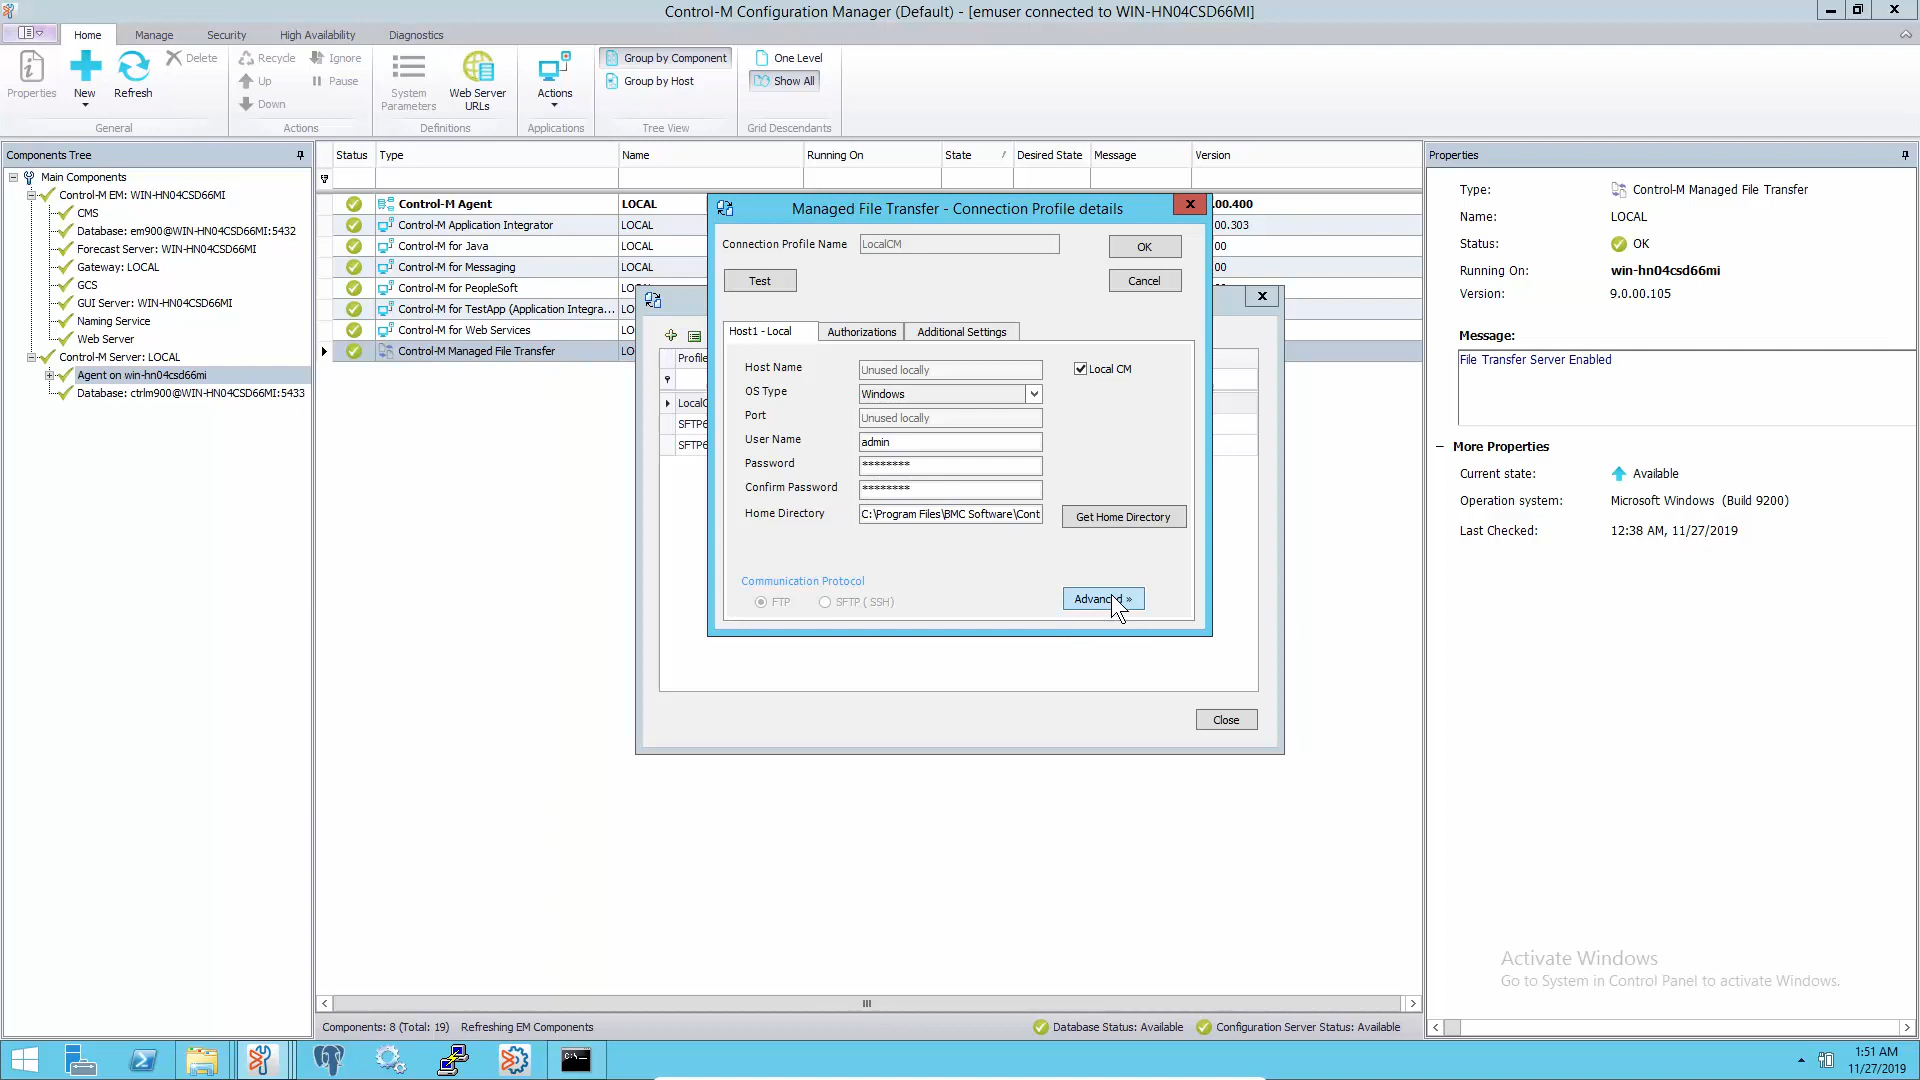 Control-M Configuration Manager (Default) - [emuser connected to WIN-HN04CSD66MI]
Home Manage Security High Availability Diagnostics
Properties New Refresh Delete
General
Recycle Ignore
Up Pause
Down
Actions
System Parameters
Web Server URLs
Definitions
Actions
Applications
Group by Component
Group by Host
Tree View
One Level
Show All
Grid Descendants
Components Tree
Main Components
Control-M EM: WIN-HN04CSD66MI
CMS
Database: em900@WIN-HN04CSD66MI:5432
Forecast Server: WIN-HN04CSD66MI
Gateway: LOCAL
GCS
GUI Server: WIN-HN04CSD66MI
Naming Service
Web Server
Control-M Server: LOCAL
Agent on win-hn04csd66mi
Database: ctrlm900@WIN-HN04CSD66MI:5433
Status Type Name Running On State Desired State Message Version
Control-M Agent LOCAL .00.400
Control-M Application Integrator LOCAL 00.303
Control-M for Java LOCAL 00
Control-M for Messaging LOCAL 00
Control-M for PeopleSoft LOCAL 00
Control-M for TestApp (Application Integra... LO
Control-M for Web Services LO
Control-M Managed File Transfer LO
Profile
LocalC
SFTP6
SFTP6
Close
Managed File Transfer - Connection Profile details
Connection Profile Name LocalCM OK
Test Cancel
Host1 - Local Authorizations Additional Settings
Host Name Unused locally Local CM
OS Type Windows
Port Unused locally
User Name admin
Password ********
Confirm Password ********
Home Directory C:\Program Files\BMC Software\Cont Get Home Directory
Communication Protocol
FTP SFTP ( SSH) Advanced »
Properties
Type: Control-M Managed File Transfer
Name: LOCAL
Status: OK
Running On: win-hn04csd66mi
Version: 9.0.00.105
Message:
File Transfer Server Enabled
More Properties
Current state: Available
Operation system: Microsoft Windows (Build 9200)
Last Checked: 12:38 AM, 11/27/2019
Activate Windows
Go to System in Control Panel to activate Windows.
Components: 8 (Total: 19) Refreshing EM Components Database Status: Available Configuration Server Status: Available
1:51 AM
11/27/2019